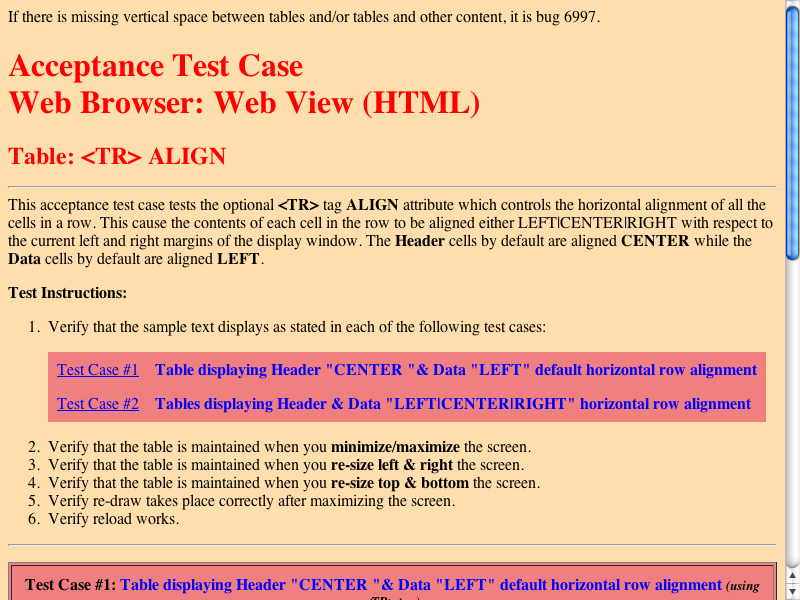 If there is missing vertical space between tables and/or tables and other content, it is bug 6997.
Acceptance Test Case
Web Browser: Web View (HTML)
Table: <TR> ALIGN
This acceptance test case tests the optional <TR> tag ALIGN attribute which controls the horizontal alignment of all the
cells in a row. This cause the contents of each cell in the row to be aligned either LEFT|CENTER|RIGHT with respect to
the current left and right margins of the display window. The Header cells by default are aligned CENTER while the
Data cells by default are aligned LEFT.
Test Instructions:
1. Verify that the sample text displays as stated in each of the following test cases:
Test Case #1 Table displaying Header "CENTER "& Data "LEFT" default horizontal row alignment
Test Case #2 Tables displaying Header & Data "LEFT|CENTER|RIGHT" horizontal row alignment
2. Verify that the table is maintained when you minimize/maximize the screen.
3. Verify that the table is maintained when you re-size left & right the screen.
4. Verify that the table is maintained when you re-size top & bottom the screen.
5. Verify re-draw takes place correctly after maximizing the screen.
6. Verify reload works.
Test Case #1: Table displaying Header "CENTER "& Data "LEFT" default horizontal row alignment (using